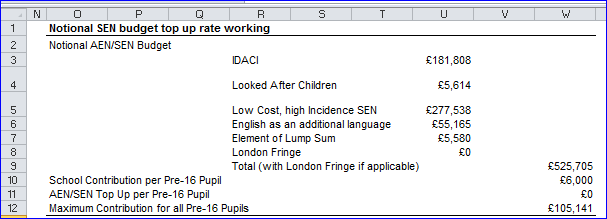 N O P Q R S T U V W
1 Notional SEN budget top up rate working
2 Notional AEN/SEN Budget
3 IDACI £181,808
4 Looked After Children £5,614
5 Low Cost, high Incidence SEN £277,538
6 English as an additional language £55,165
7 Element of Lump Sum £5,580
8 London Fringe £0
9 Total (with London Fringe if applicable) £525,705
10 School Contribution per Pre-16 Pupil £6,000
11 AEN/SEN Top Up per Pre-16 Pupil £0
12 Maximum Contribution for all Pre-16 Pupils £105,141